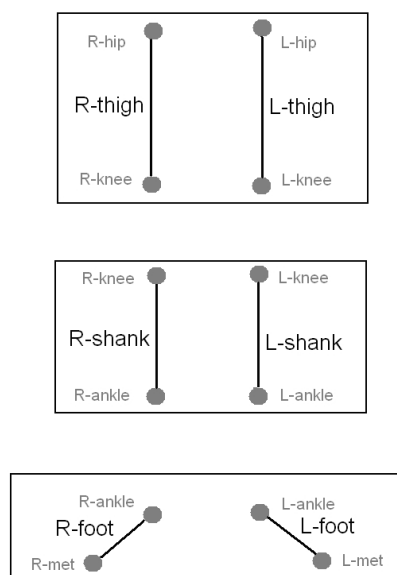 R-hip L-hip
R-thigh L-thigh
R-knee L-knee
R-knee L-knee
R-shank L-shank
R-ankle L-ankle
R-ankle L-ankle
R-foot L-foot
R-met L-met